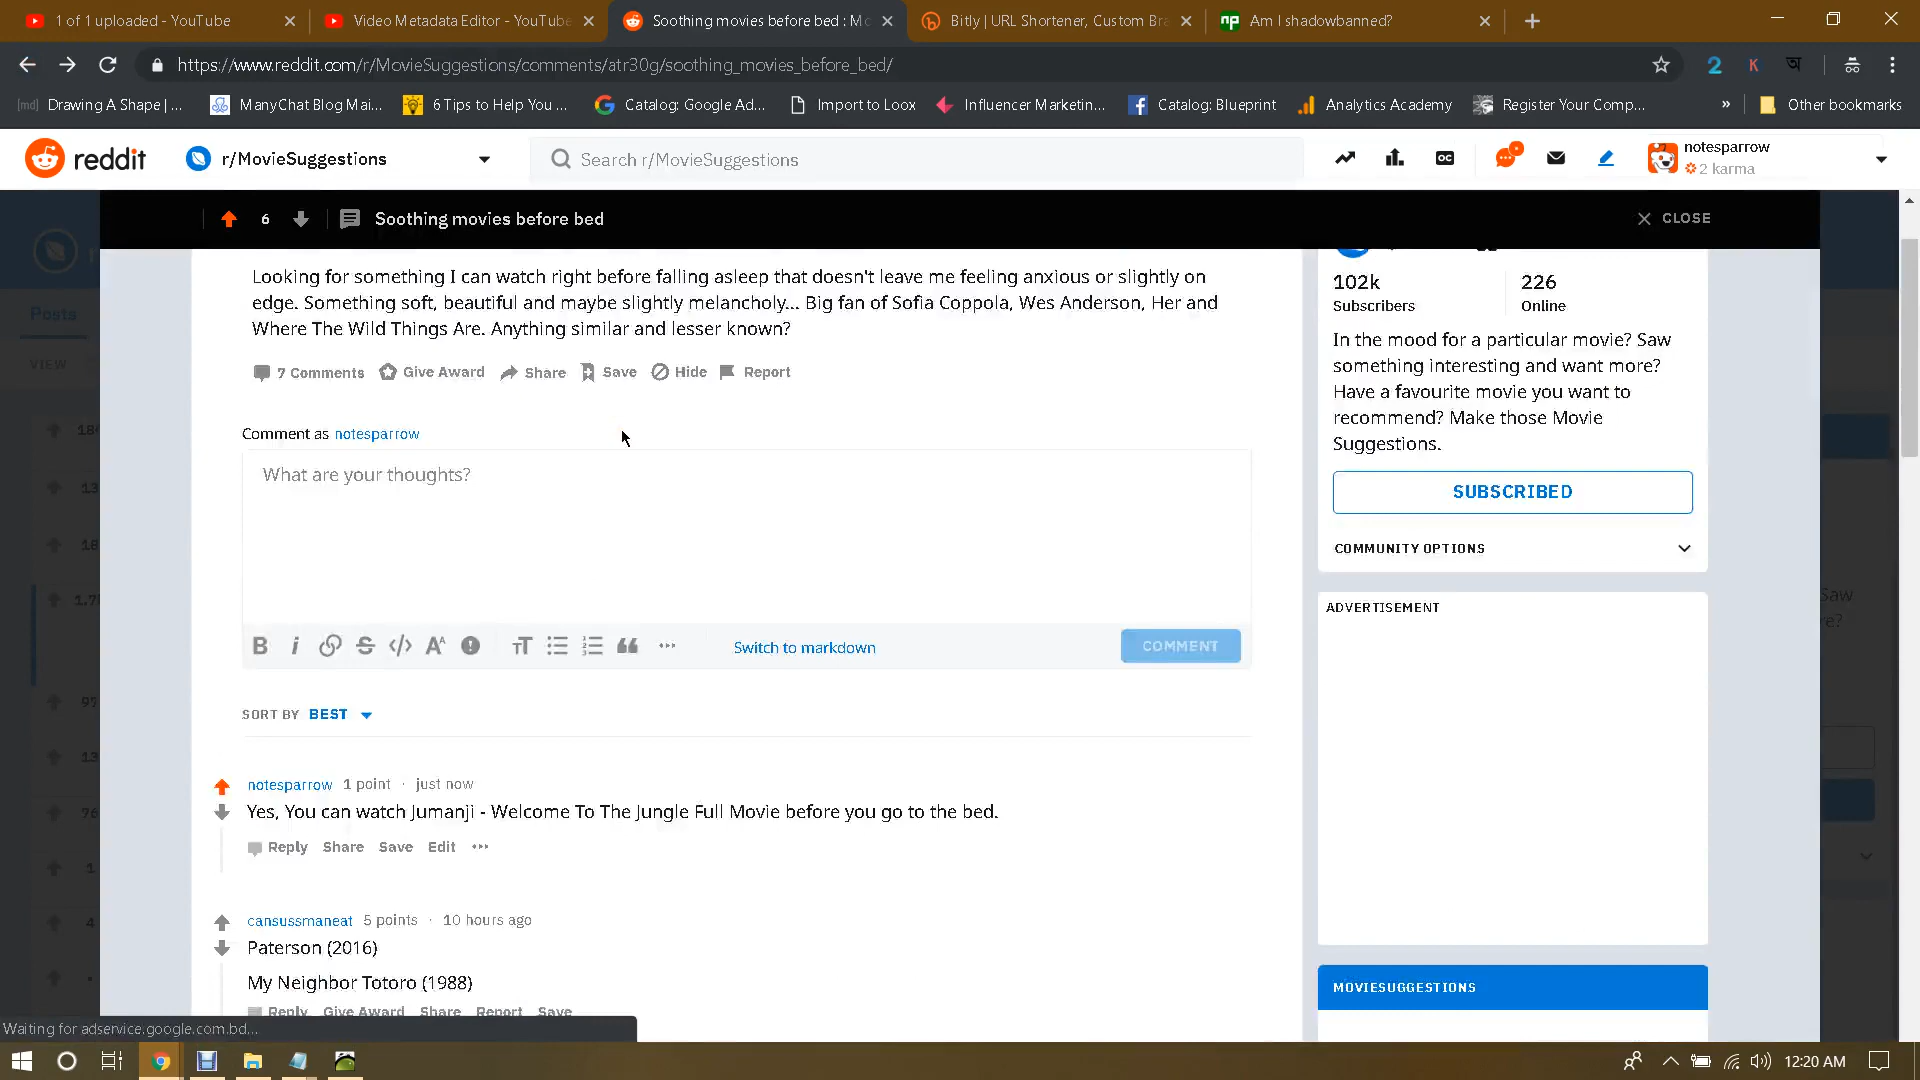 1 of 1 uploaded - YouTube
Video Metadata Editor - YouTube
Soothing movies before bed : Mo
Bitly | URL Shortener, Custom Bra
Am I shadowbanned?
https://www.reddit.com/r/MovieSuggestions/comments/atr30g/soothing_movies_before_bed/
Drawing A Shape | ...
ManyChat Blog Mai...
6 Tips to Help You ...
Catalog: Google Ad...
Import to Loox
Influencer Marketin...
Catalog: Blueprint
Analytics Academy
Register Your Comp...
»
Other bookmarks
reddit
r/MovieSuggestions
Search r/MovieSuggestions
notesparrow
2 karma
6
Soothing movies before bed
CLOSE
Looking for something I can watch right before falling asleep that doesn't leave me feeling anxious or slightly on
edge. Something soft, beautiful and maybe slightly melancholy... Big fan of Sofia Coppola, Wes Anderson, Her and
Where The Wild Things Are. Anything similar and lesser known?
7 Comments Give Award Share Save Hide Report
Comment as notesparrow
What are your thoughts?
Switch to markdown
COMMENT
SORT BY BEST
notesparrow 1 point · just now
Yes, You can watch Jumanji - Welcome To The Jungle Full Movie before you go to the bed.
Reply Share Save Edit ...
cansussmaneat 5 points · 10 hours ago
Paterson (2016)
My Neighbor Totoro (1988)
Reply Give Award Share Report Save
102k
Subscribers
226
Online
In the mood for a particular movie? Saw
something interesting and want more?
Have a favourite movie you want to
recommend? Make those Movie
Suggestions.
SUBSCRIBED
COMMUNITY OPTIONS
ADVERTISEMENT
MOVIESUGGESTIONS
Posts
VIEW
Waiting for adservice.google.com.bd...
12:20 AM